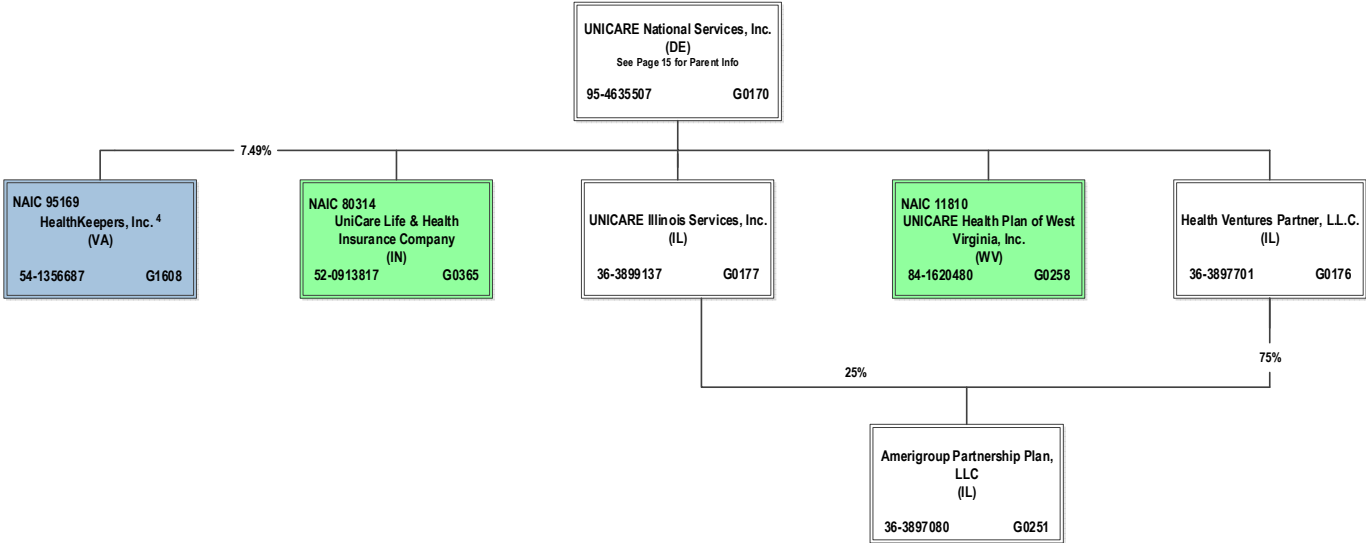 UNICARE National Services, Inc.
(DE)
See Page 15 for Parent Info
95-4635507 G0170
7.49%
NAIC 95169
HealthKeepers, Inc. 4
(VA)
54-1356687 G1608
NAIC 80314
UniCare Life & Health
Insurance Company
(IN)
52-0913817 G0365
UNICARE Illinois Services, Inc.
(IL)
36-3899137 G0177
NAIC 11810
UNICARE Health Plan of West
Virginia, Inc.
(WV)
84-1620480 G0258
Health Ventures Partner, L.L.C.
(IL)
36-3897701 G0176
25%
75%
Amerigroup Partnership Plan,
LLC
(IL)
36-3897080 G0251